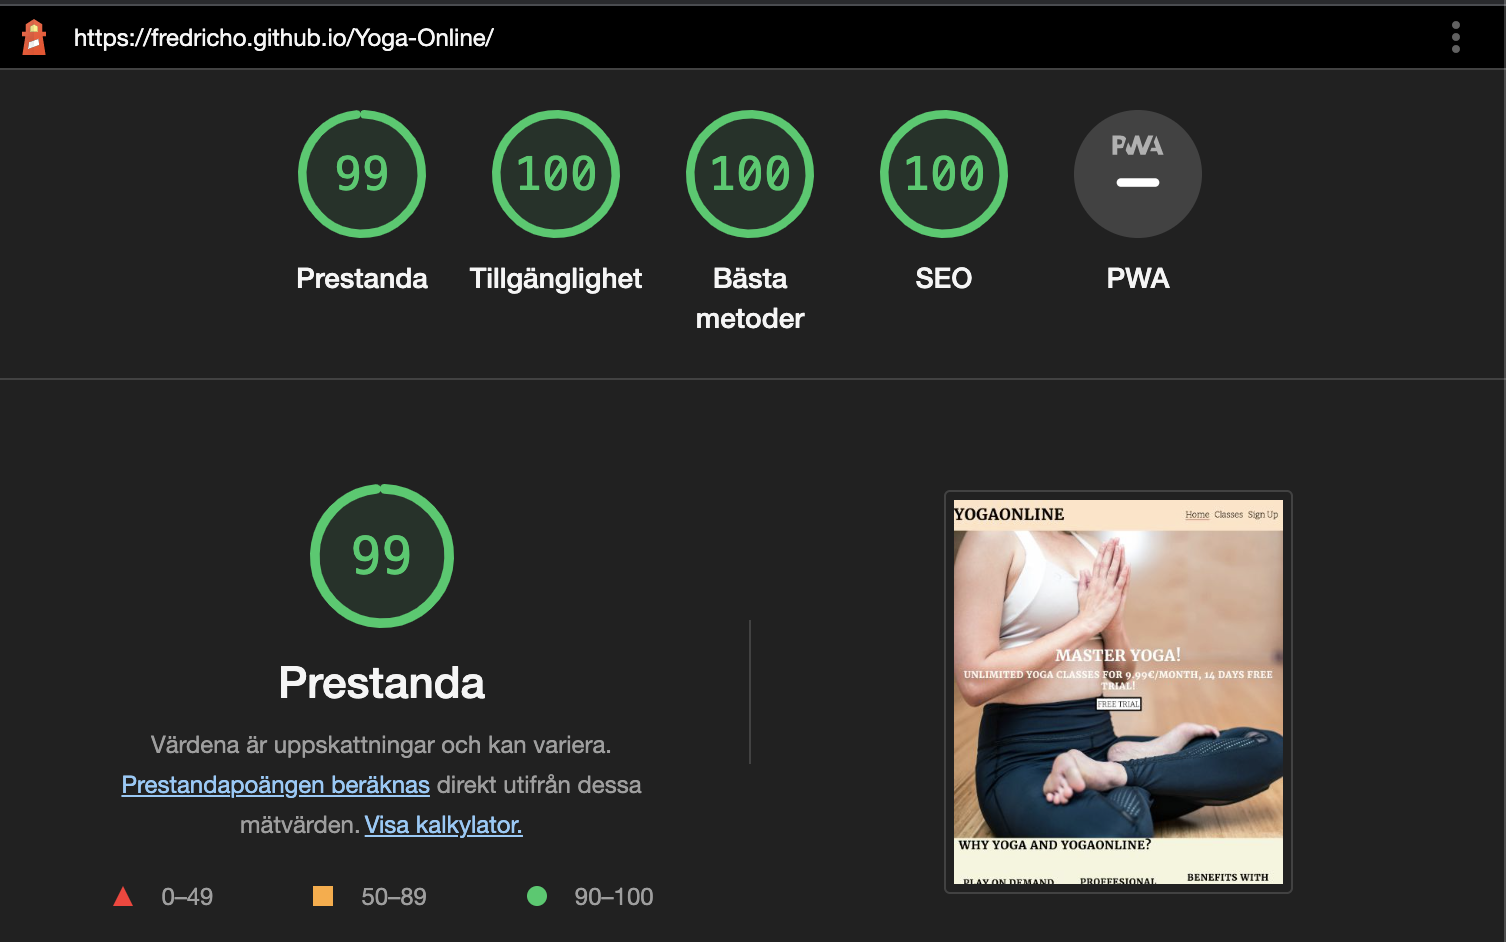 https://fredricho.github.io/Yoga-Online/
99
100
100
100
PWA
Prestanda
Tillgänglighet
Bästa
metoder
SEO
PWA
99
Prestanda
Värdena är uppskattningar och kan variera.
Prestandapoängen beräknas direkt utifrån dessa
mätvärden. Visa kalkylator.
0–49
50–89
90–100
YOGAONLINE
Home Classes Sign Up
MASTER YOGA!
UNLIMITED YOGA CLASSES FOR 9.99€/MONTH, 14 DAYS FREE
TRIAL!
FREE TRIAL
WHY YOGA AND YOGAONLINE?
PLAY ON DEMAND
PROFFESIONAL
BENEFITS WITH